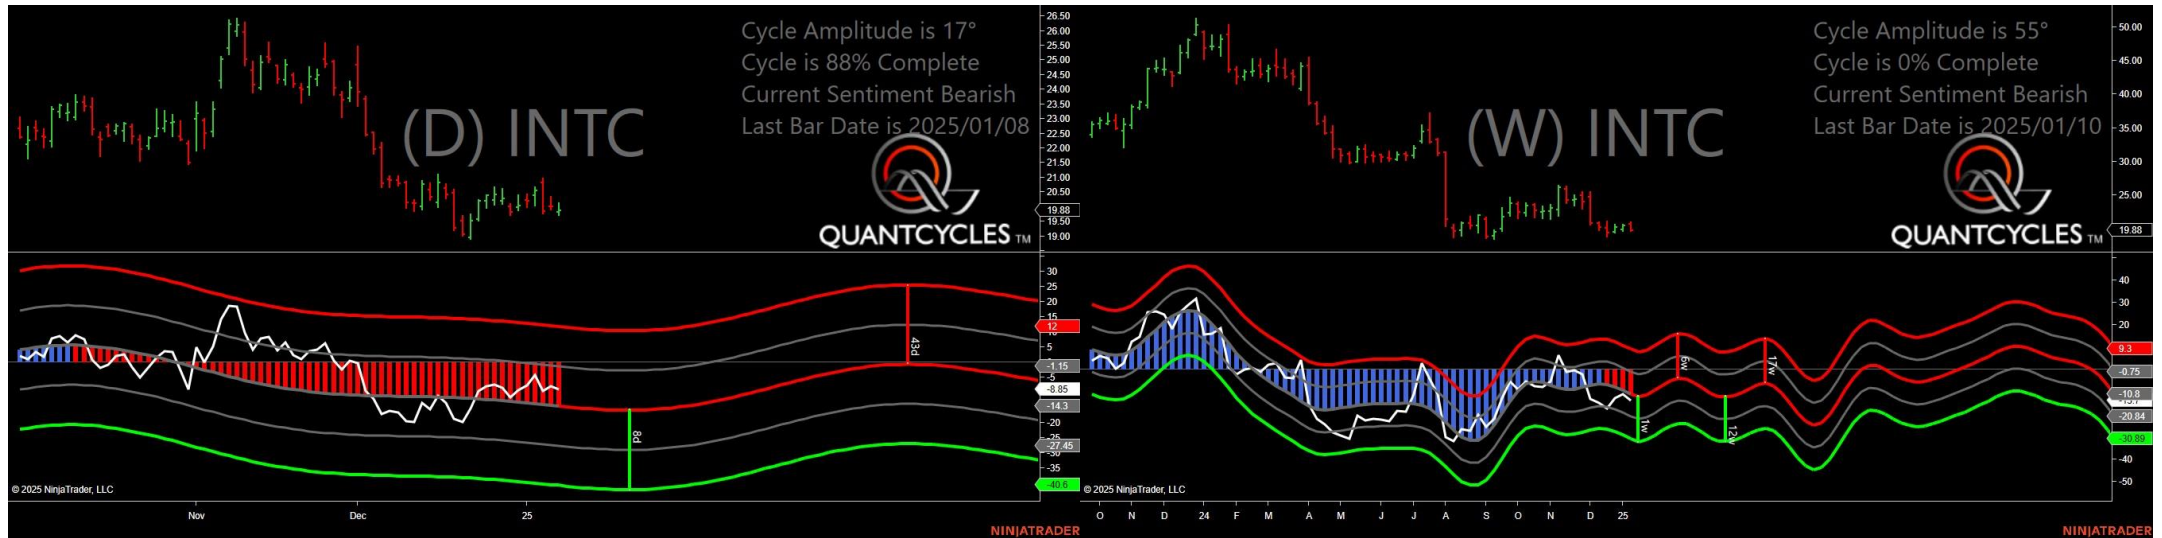 Cycle Amplitude is 17°
Cycle is 88% Complete
Current Sentiment Bearish
Last Bar Date is 2025/01/08
(D) INTC
QUANTCYCLES TM
26.50
26.00
25.50
25.00
24.50
24.00
23.50
23.00
22.50
22.00
21.50
21.00
20.50
19.88
19.50
19.00
30
25
20
15
12
5
-1.15
-5
-8.85
-14.3
-20
-25
-27.45
-30
-35
-40.6
43d
8d
© 2025 NinjaTrader, LLC
Nov
Dec
25
NINJATRADER
Cycle Amplitude is 55°
Cycle is 0% Complete
Current Sentiment Bearish
Last Bar Date is 2025/01/10
(W) INTC
QUANTCYCLES TM
50.00
45.00
40.00
35.00
30.00
25.00
19.88
40
30
20
9.3
-0.75
-10.8
-20.84
-30.89
-40
-50
6w
17w
1w
12w
© 2025 NinjaTrader, LLC
O N D 24 F M A M J J A S O N D 25
NINJATRADER